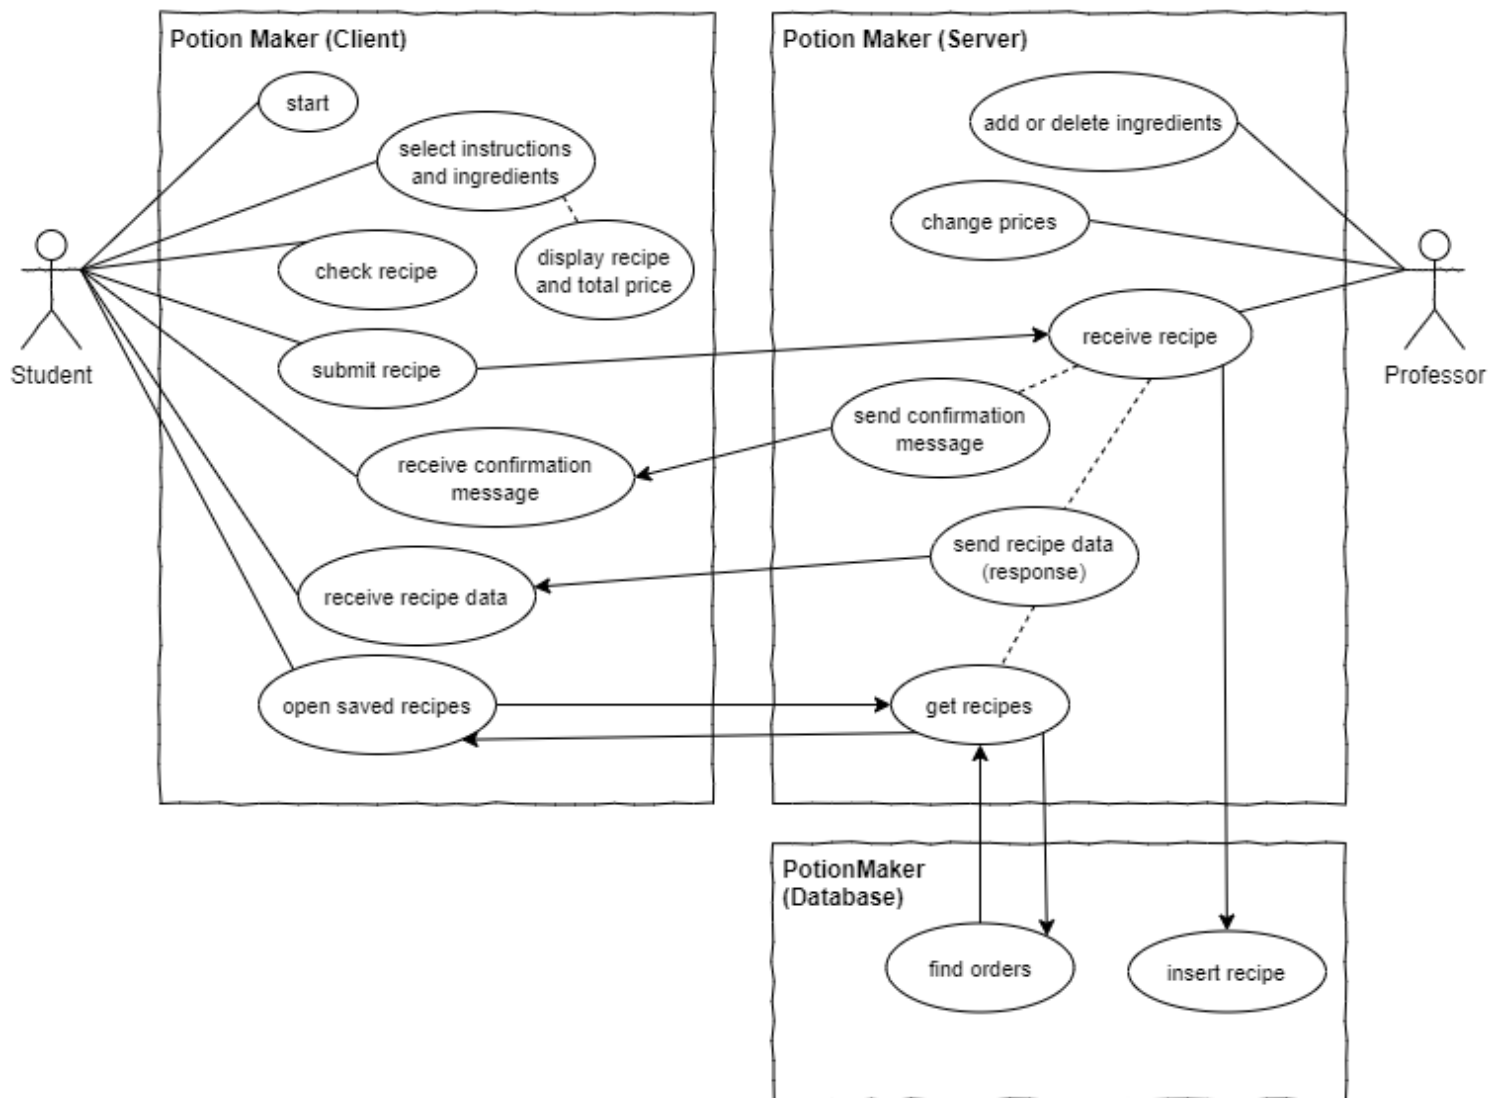 Potion Maker (Client)
start
select instructions
and ingredients
display recipe
and total price
check recipe
submit recipe
receive confirmation
message
receive recipe data
open saved recipes
Student
Potion Maker (Server)
add or delete ingredients
change prices
receive recipe
send confirmation
message
send recipe data
(response)
get recipes
Professor
PotionMaker
(Database)
find orders
insert recipe